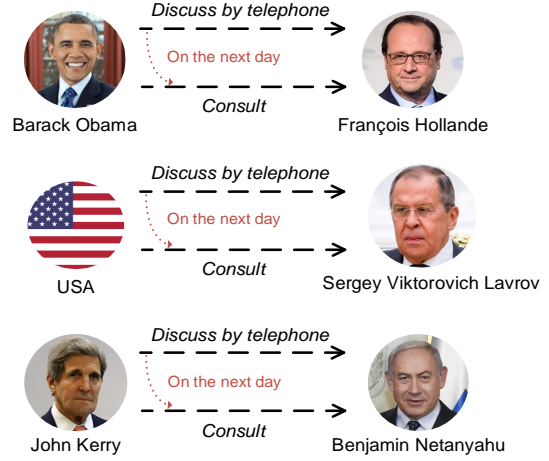 Discuss by telephone
On the next day
Consult
Barack Obama
François Hollande
Discuss by telephone
On the next day
Consult
USA
Sergey Viktorovich Lavrov
Discuss by telephone
On the next day
Consult
John Kerry
Benjamin Netanyahu